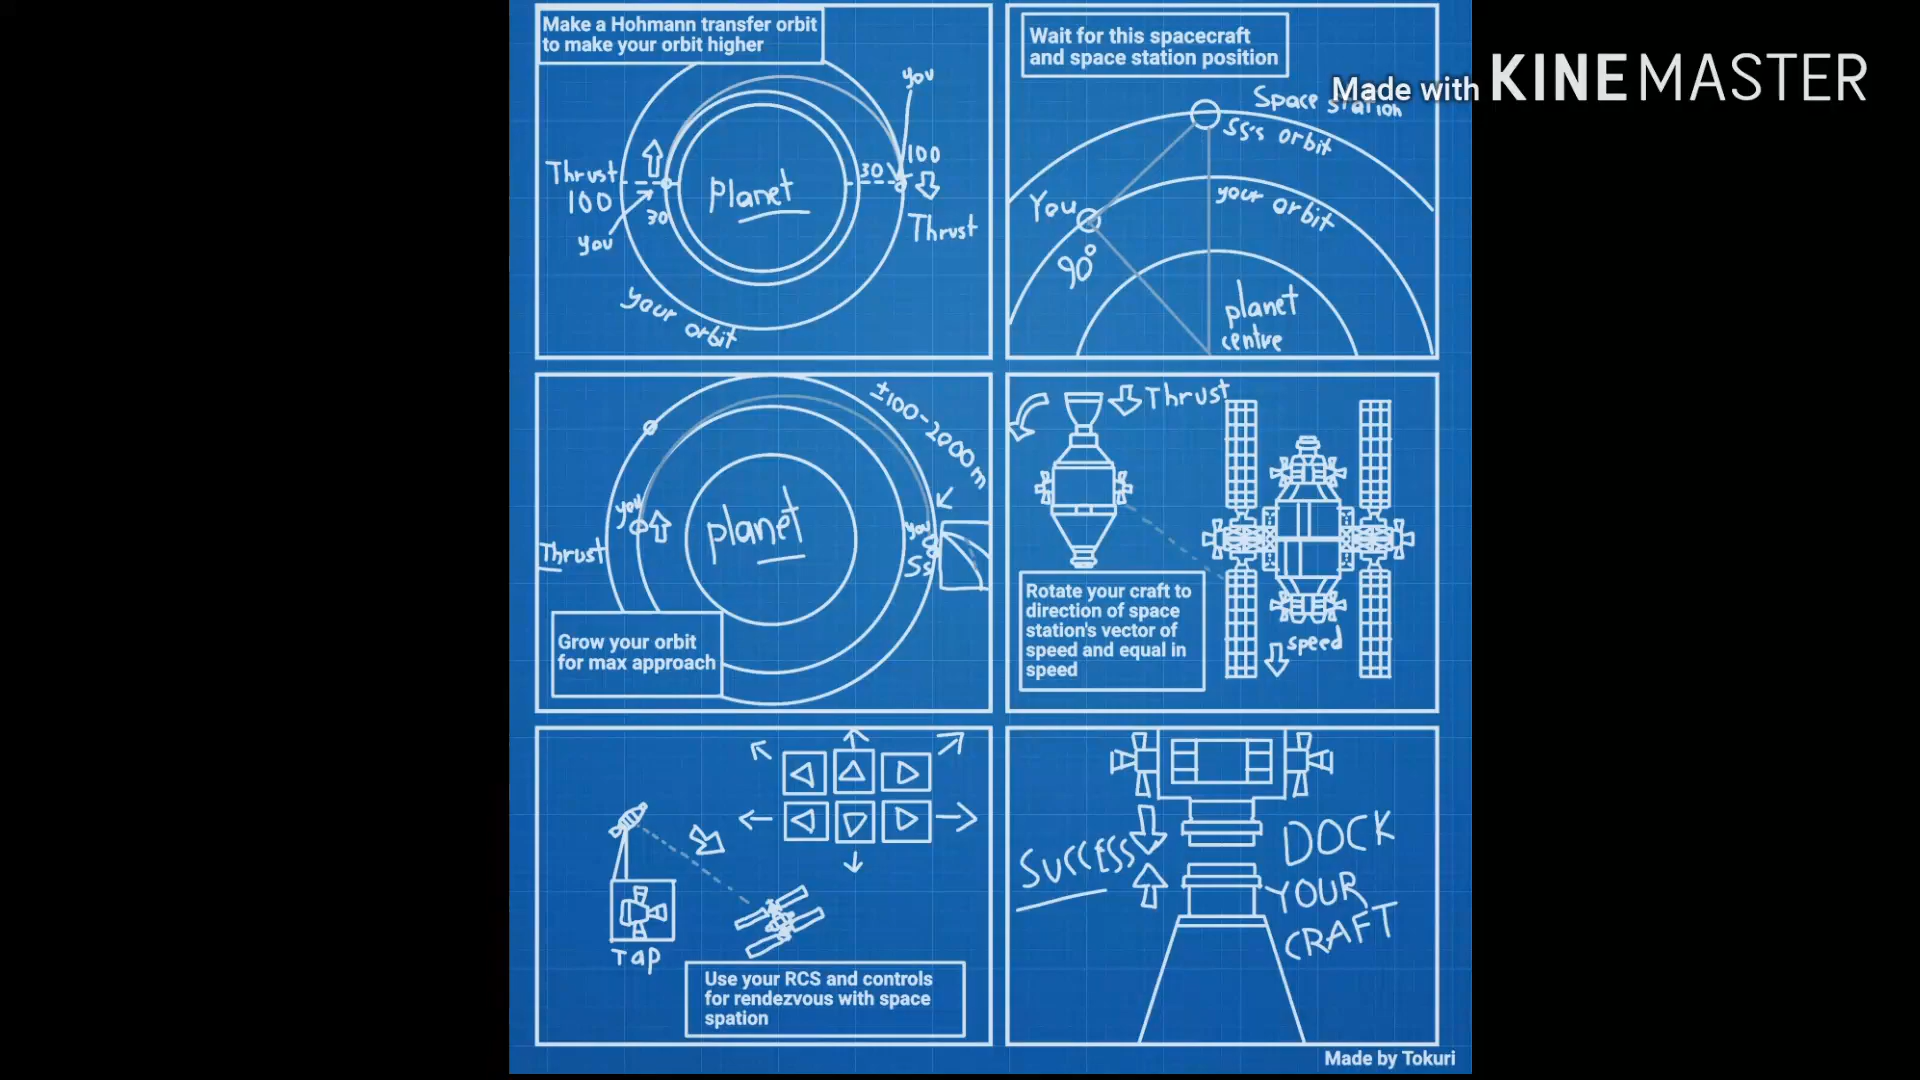 Make a Hohmann transfer orbit
to make your orbit higher
you
Thrust
100
30
you
planet
30
100
Thrust
your orbit
Wait for this spacecraft
and space station position
Made with KINEMASTER
Space station
SS's orbit
You
90°
your orbit
planet
centre
±100-2000m
you
Thrust
planet
you
Ss
Grow your orbit
for max approach
Thrust
Rotate your craft to
direction of space
station's vector of
speed and equal in
speed
speed
Tap
Use your RCS and controls
for rendezvous with space
spation
SUCCESS
DOCK
YOUR
CRAFT
Made by Tokuri